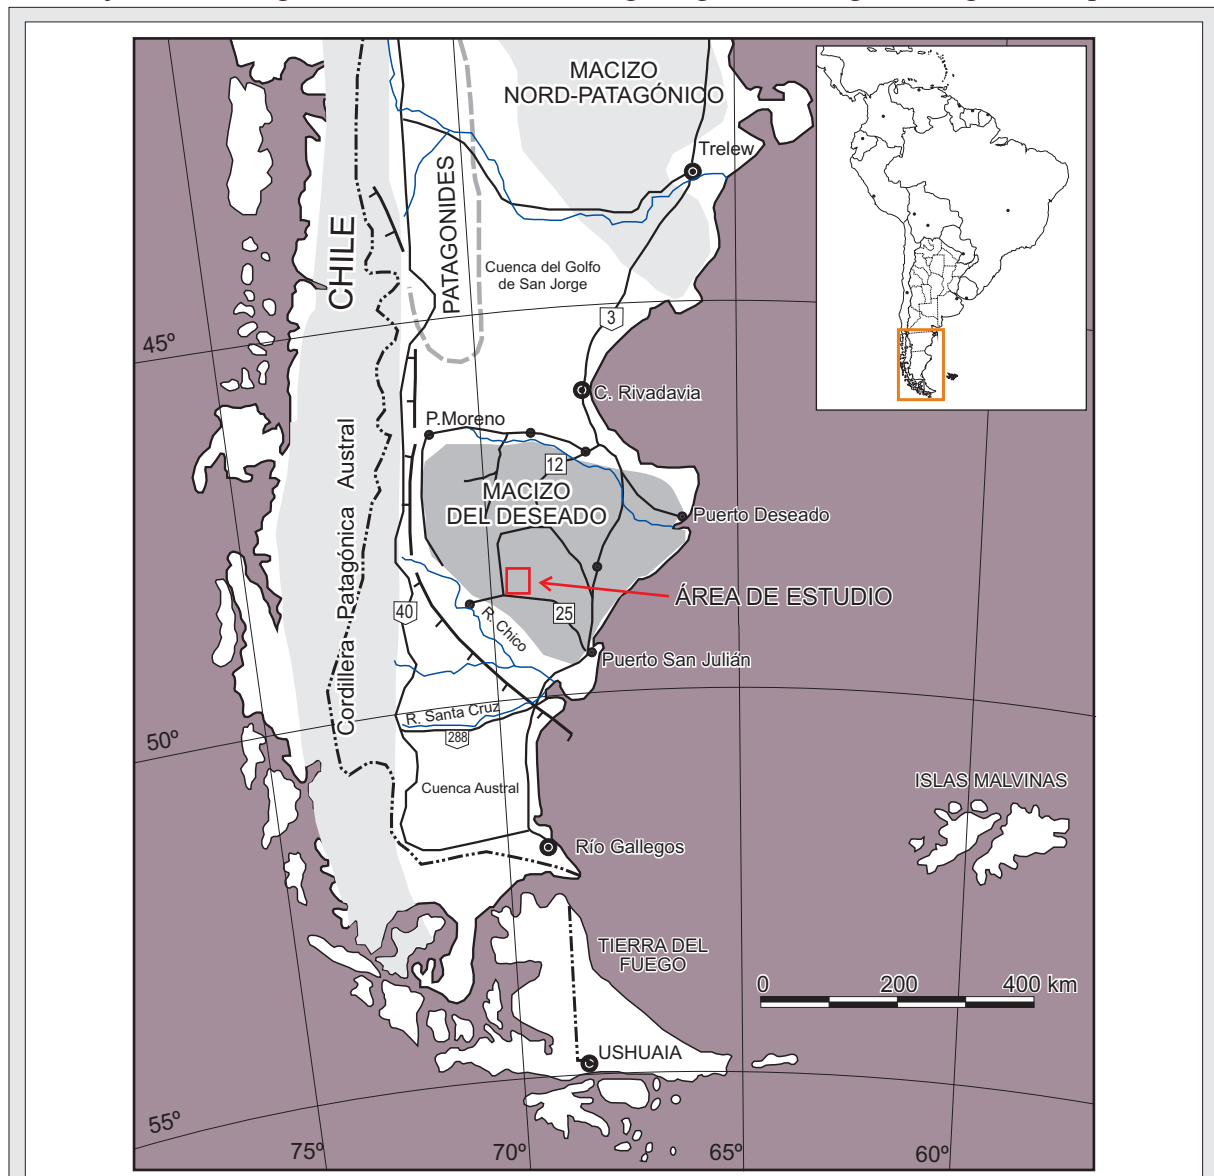 MACIZO
NORD-PATAGÓNICO
Trelew
PATAGONIDES
CHILE
Cuenca del Golfo
de San Jorge
3
45º
C. Rivadavia
P.Moreno
12
MACIZO
DEL DESEADO
Puerto Deseado
Cordillera Patagónica Austral
ÁREA DE ESTUDIO
40
25
R. Chico
Puerto San Julián
R. Santa Cruz
288
50º
ISLAS MALVINAS
Cuenca Austral
Río Gallegos
TIERRA DEL
FUEGO
0 200 400 km
USHUAIA
55º
75º 70º 65º 60º